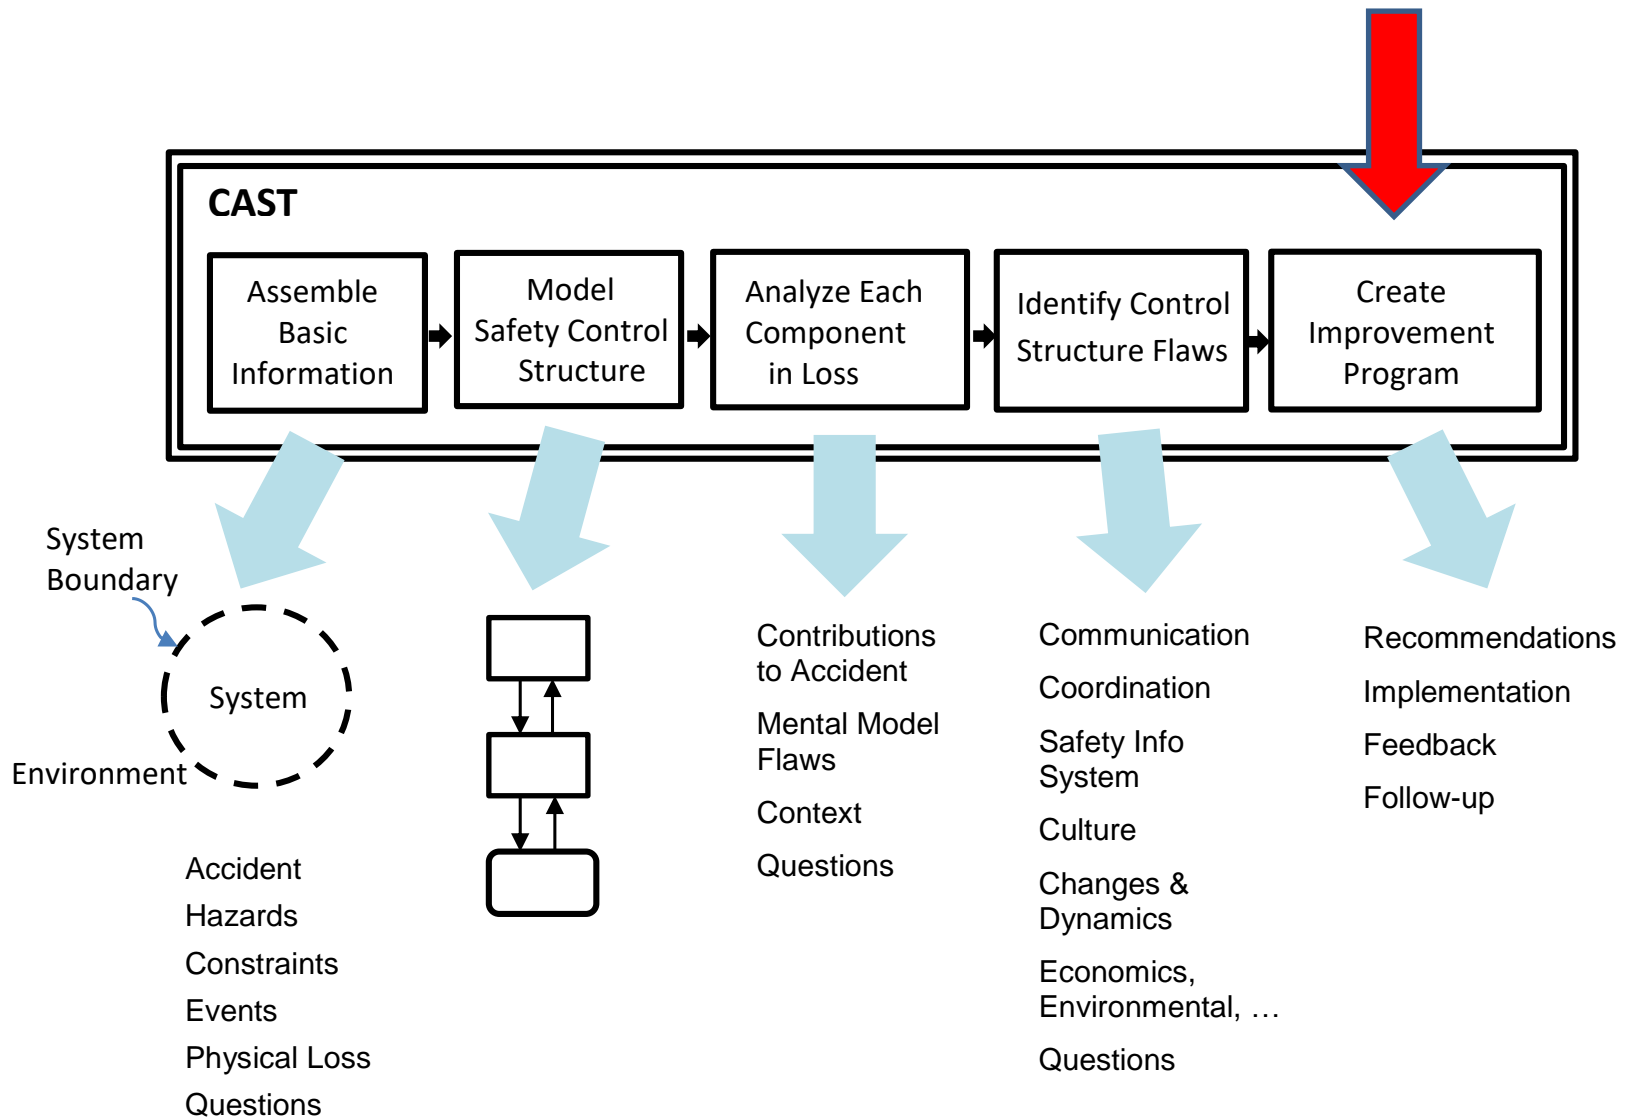 CAST
Assemble
Basic
Information
Model
Safety Control
Structure
Analyze Each
Component
in Loss
Identify Control
Structure Flaws
Create
Improvement
Program
System
Boundary
System
Environment
Accident
Hazards
Constraints
Events
Physical Loss
Questions
Contributions
to Accident
Mental Model
Flaws
Context
Questions
Communication
Coordination
Safety Info
System
Culture
Changes &
Dynamics
Economics,
Environmental, …
Questions
Recommendations
Implementation
Feedback
Follow-up